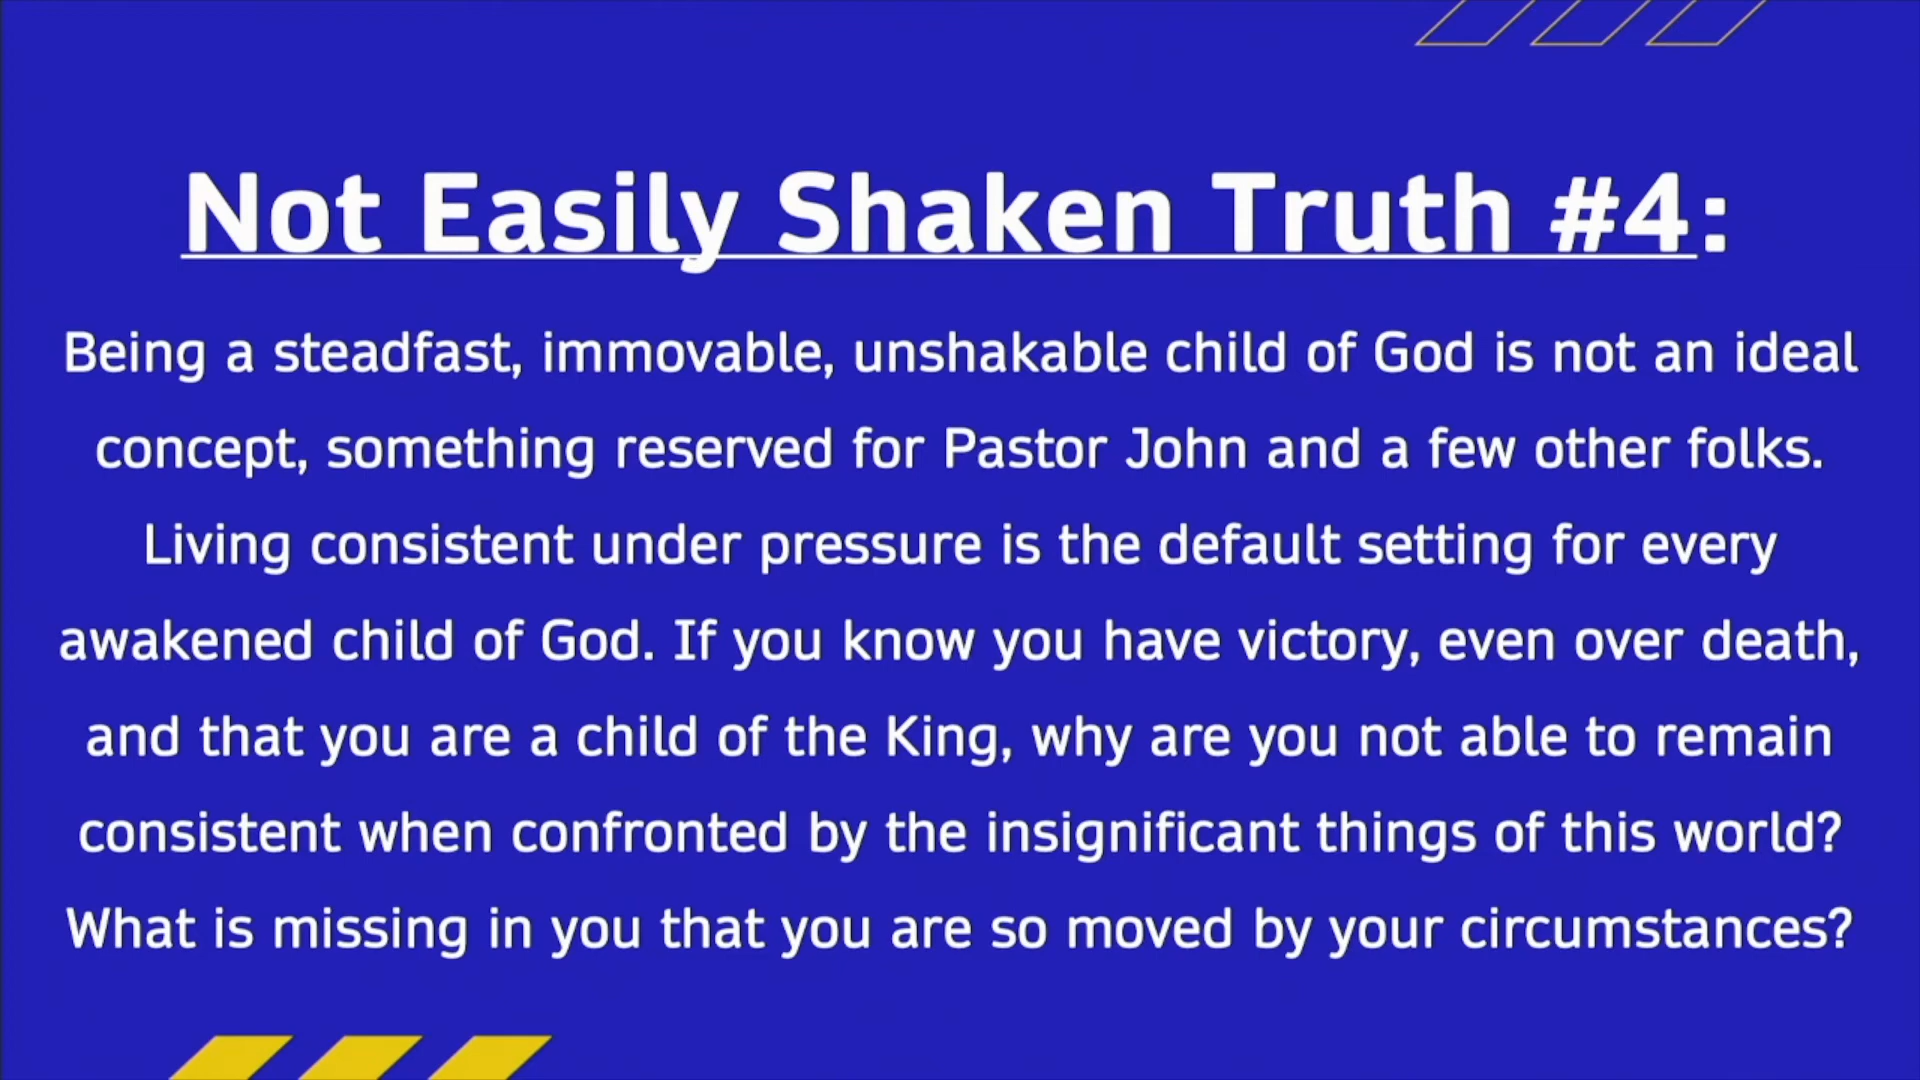 Not Easily Shaken Truth #4:
Being a steadfast, immovable, unshakable child of God is not an ideal
concept, something reserved for Pastor John and a few other folks.
Living consistent under pressure is the default setting for every
awakened child of God. If you know you have victory, even over death,
and that you are a child of the King, why are you not able to remain
consistent when confronted by the insignificant things of this world?
What is missing in you that you are so moved by your circumstances?